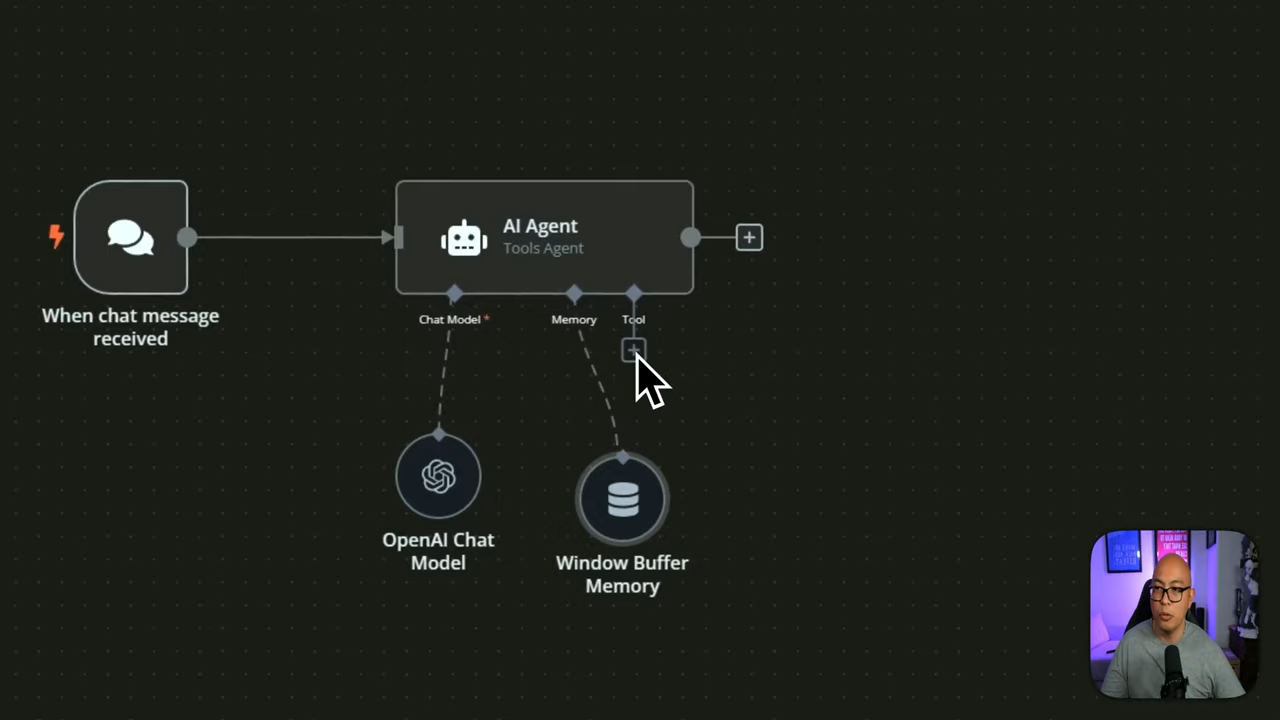 AI Agent
Tools Agent
Chat Model *
Memory
Tool
When chat message
received
OpenAI Chat
Model
Window Buffer
Memory